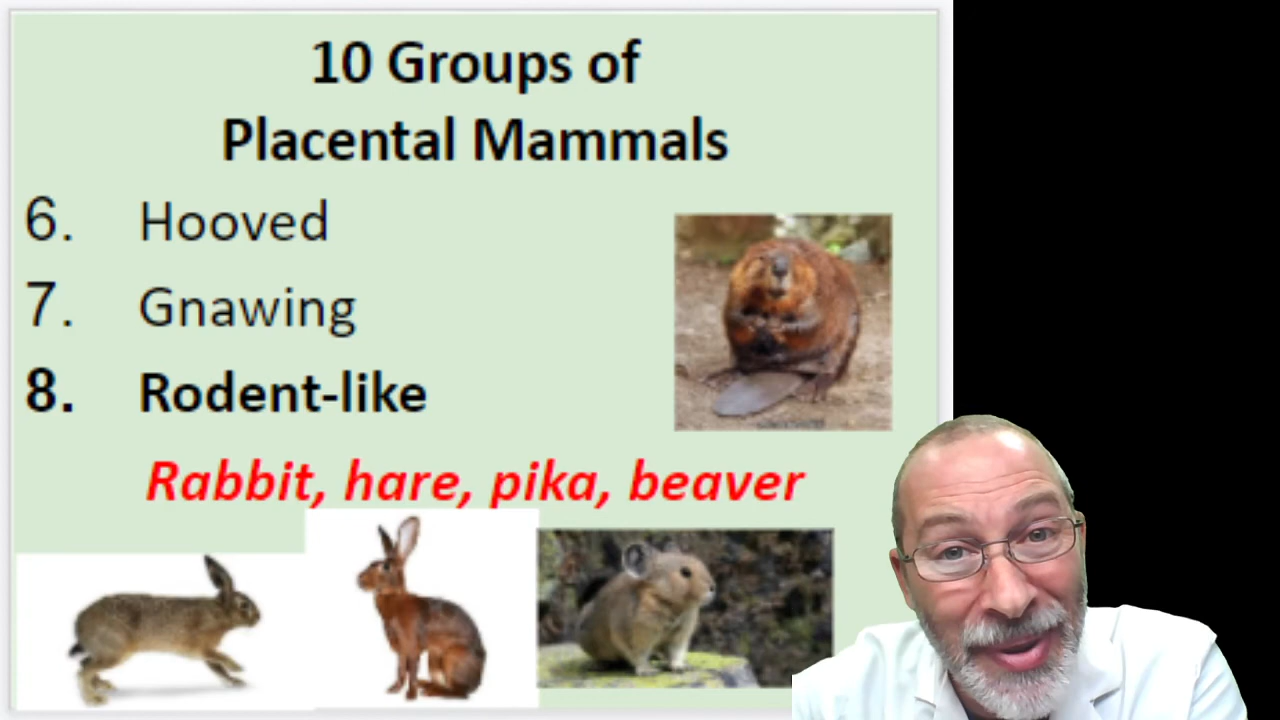 10 Groups of
Placental Mammals
6. Hooved
7. Gnawing
8. Rodent-like
Rabbit, hare, pika, beaver